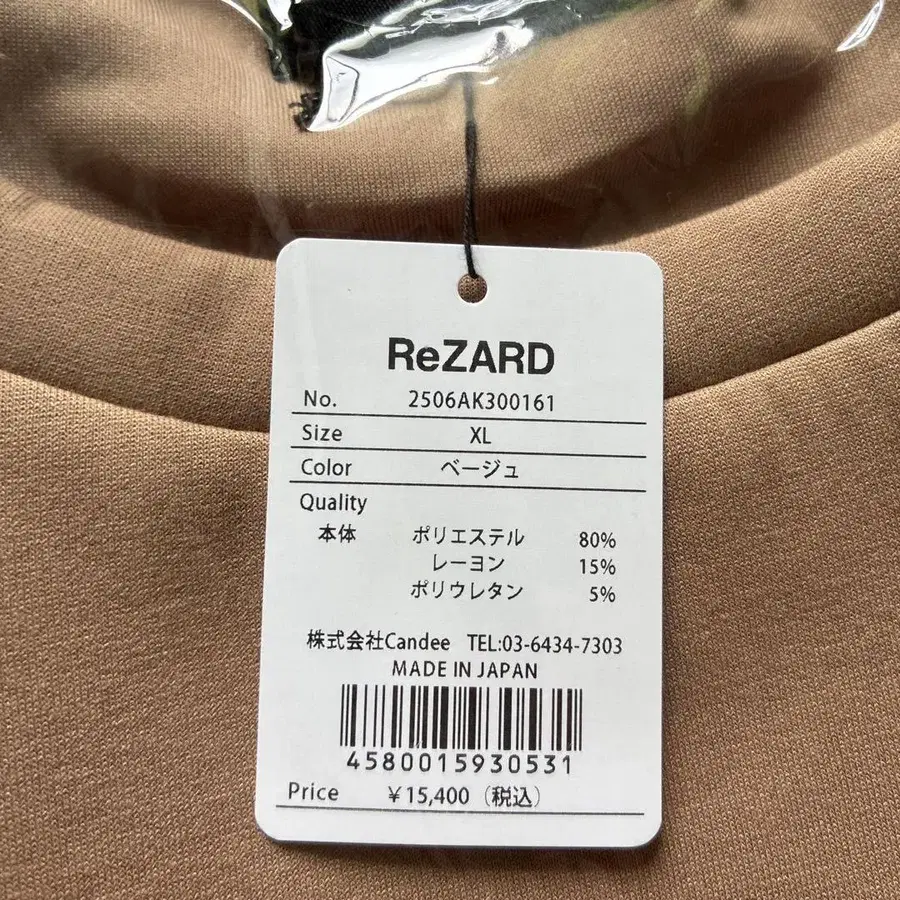 ReZARD
No. 2506AK300161
Size XL
Color ベージュ
Quality
本体 ポリエステル 80%
レーヨン 15%
ポリウレタン 5%
株式会社Candee TEL:03-6434-7303
MADE IN JAPAN
4580015930531
Price ¥15,400（税込）